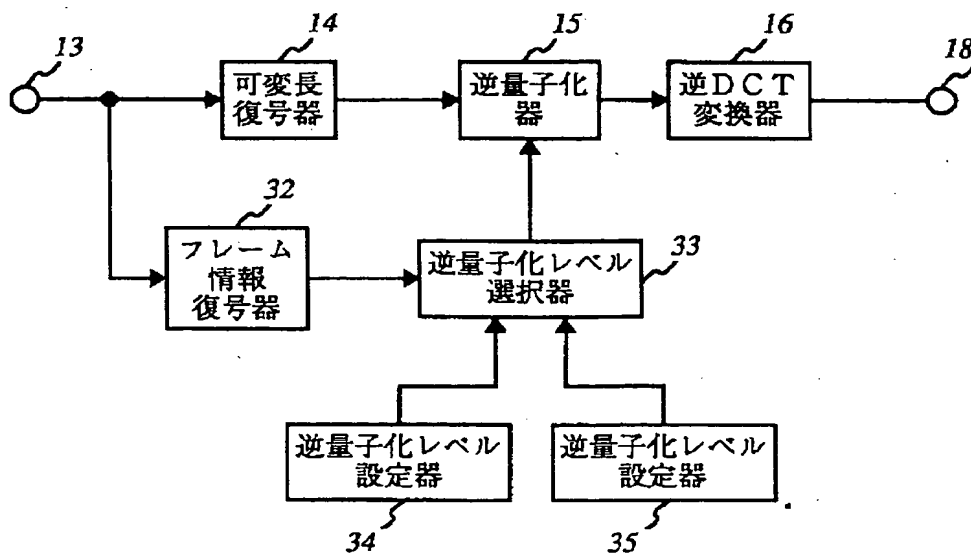 13
14
可変長
復号器
15
逆量子化
器
16
逆DCT
変換器
18
32
フレーム
情報
復号器
逆量子化レベル
選択器
33
逆量子化レベル
設定器
34
逆量子化レベル
設定器
35